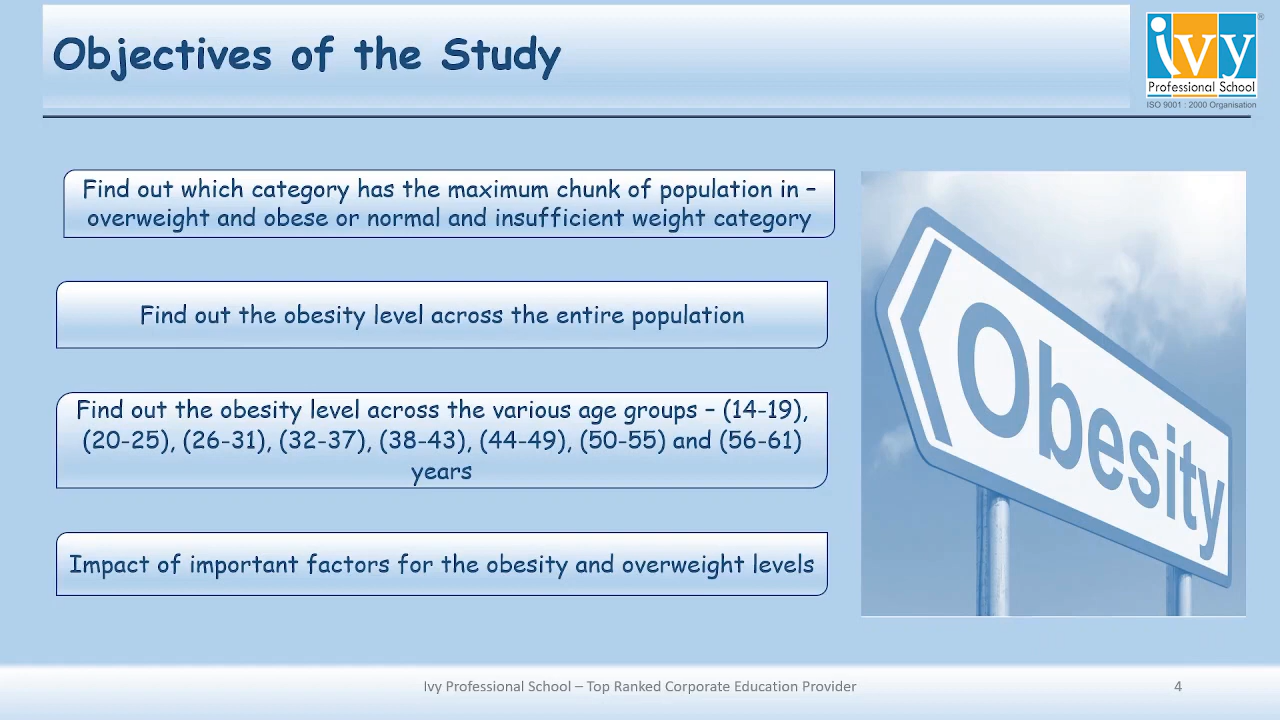 Objectives of the Study
ivy
®
Professional School
ISO 9001 : 2000 Organisation
Find out which category has the maximum chunk of population in –
overweight and obese or normal and insufficient weight category
Find out the obesity level across the entire population
Find out the obesity level across the various age groups – (14-19),
(20-25), (26-31), (32-37), (38-43), (44-49), (50-55) and (56-61)
years
Impact of important factors for the obesity and overweight levels
Obesity
Ivy Professional School – Top Ranked Corporate Education Provider
4